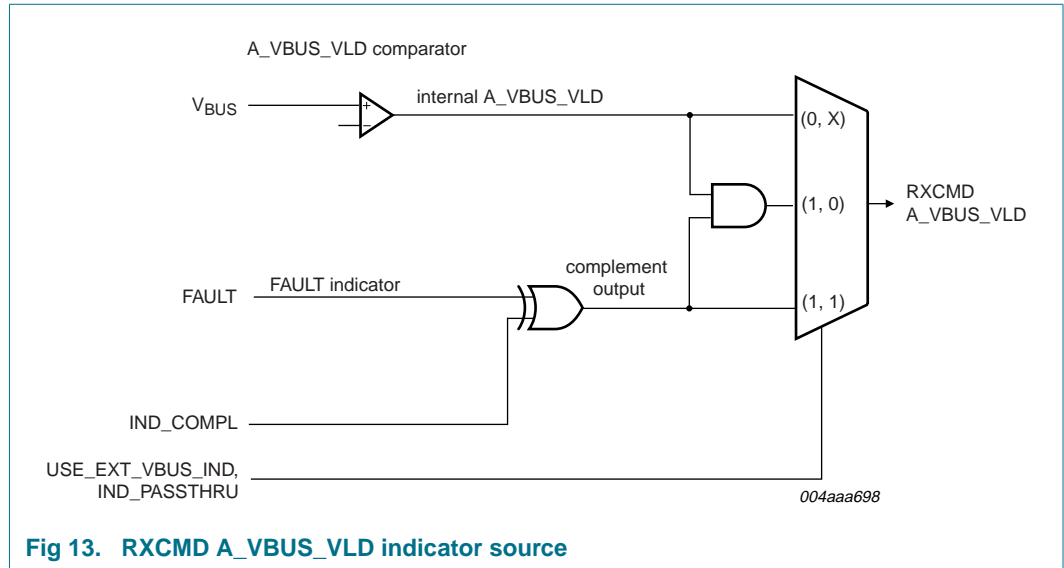 A_VBUS_VLD comparator
VBUS
+
−
internal A_VBUS_VLD
(0, X)
(1, 0)
RXCMD
A_VBUS_VLD
FAULT
FAULT indicator
complement
output
(1, 1)
IND_COMPL
USE_EXT_VBUS_IND,
IND_PASSTHRU
004aaa698
Fig 13. RXCMD A_VBUS_VLD indicator source